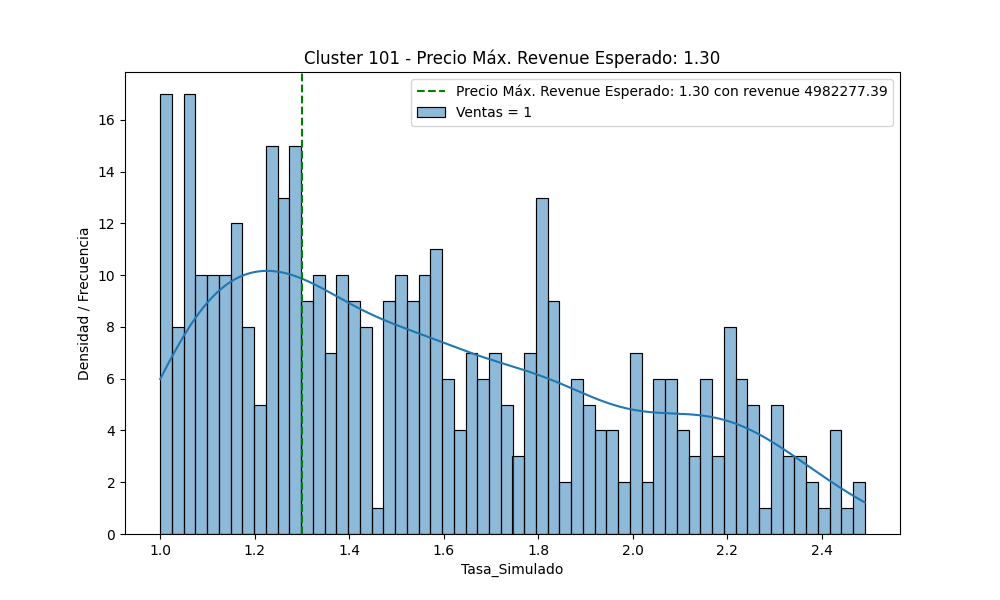 Cluster 101 - Precio Máx. Revenue Esperado: 1.30
Precio Máx. Revenue Esperado: 1.30 con revenue 4982277.39
Ventas = 1
Densidad / Frecuencia
16
14
12
10
8
6
4
2
0
1.0 1.2 1.4 1.6 1.8 2.0 2.2 2.4
Tasa_Simulado